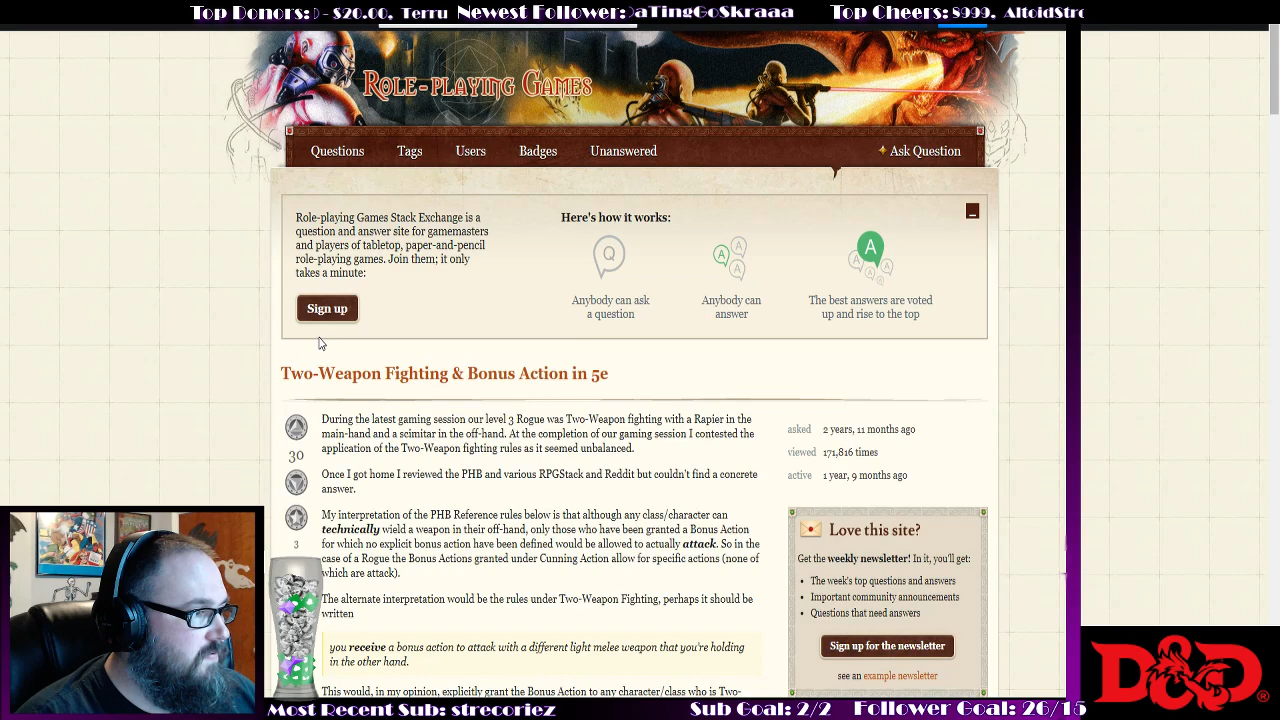 Top Donors: ) - $20.00, Terru Newest Follower: aTingGoSkraaa Top Cheers: 8999, AltoidStro
Role-playing Games
Questions Tags Users Badges Unanswered Ask Question
Role-playing Games Stack Exchange is a
question and answer site for gamemasters
and players of tabletop, paper-and-pencil
role-playing games. Join them; it only
takes a minute:
Sign up
Here's how it works:
Q
A
A
A
A
A
A
Anybody can ask
a question
Anybody can
answer
The best answers are voted
up and rise to the top
Two-Weapon Fighting & Bonus Action in 5e
30
3
During the latest gaming session our level 3 Rogue was Two-Weapon fighting with a Rapier in the
main-hand and a scimitar in the off-hand. At the completion of our gaming session I contested the
application of the Two-Weapon fighting rules as it seemed unbalanced.
Once I got home I reviewed the PHB and various RPGStack and Reddit but couldn't find a concrete
answer.
My interpretation of the PHB Reference rules below is that although any class/character can
technically wield a weapon in their off-hand, only those who have been granted a Bonus Action
for which no explicit bonus action have been defined would be allowed to actually attack. So in the
case of a Rogue the Bonus Actions granted under Cunning Action allow for specific actions (none of
which are attack).
The alternate interpretation would be the rules under Two-Weapon Fighting, perhaps it should be
written
you receive a bonus action to attack with a different light melee weapon that you're holding
in the other hand.
This would, in my opinion, explicitly grant the Bonus Action to any character/class who is Two-
asked 2 years, 11 months ago
viewed 171,816 times
active 1 year, 9 months ago
Love this site?
Get the weekly newsletter! In it, you'll get:
The week's top questions and answers
Important community announcements
Questions that need answers
Sign up for the newsletter
see an example newsletter
D&D
Most Recent Sub: strecoriez Sub Goal: 2/2 Follower Goal: 26/15